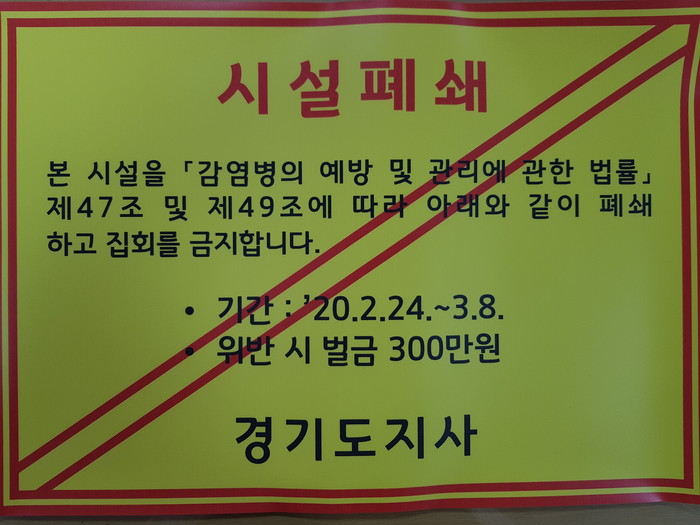 시설폐쇄
본 시설을 「감염병의 예방 및 관리에 관한 법률」
제47조 및 제49조에 따라 아래와 같이 폐쇄
하고 집회를 금지합니다.
• 기간 : ’20.2.24.~3.8.
• 위반 시 벌금 300만원
경기도지사